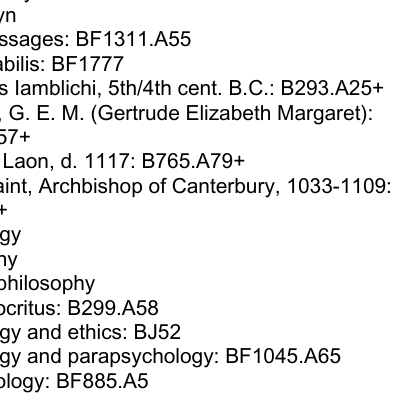 yn
ssages: BF1311.A55
abilis: BF1777
s Iamblichi, 5th/4th cent. B.C.: B293.A25+
, G. E. M. (Gertrude Elizabeth Margaret):
57+
Laon, d. 1117: B765.A79+
aint, Archbishop of Canterbury, 1033-1109:
+
gy
hy
philosophy
ocritus: B299.A58
gy and ethics: BJ52
gy and parapsychology: BF1045.A65
ology: BF885.A5